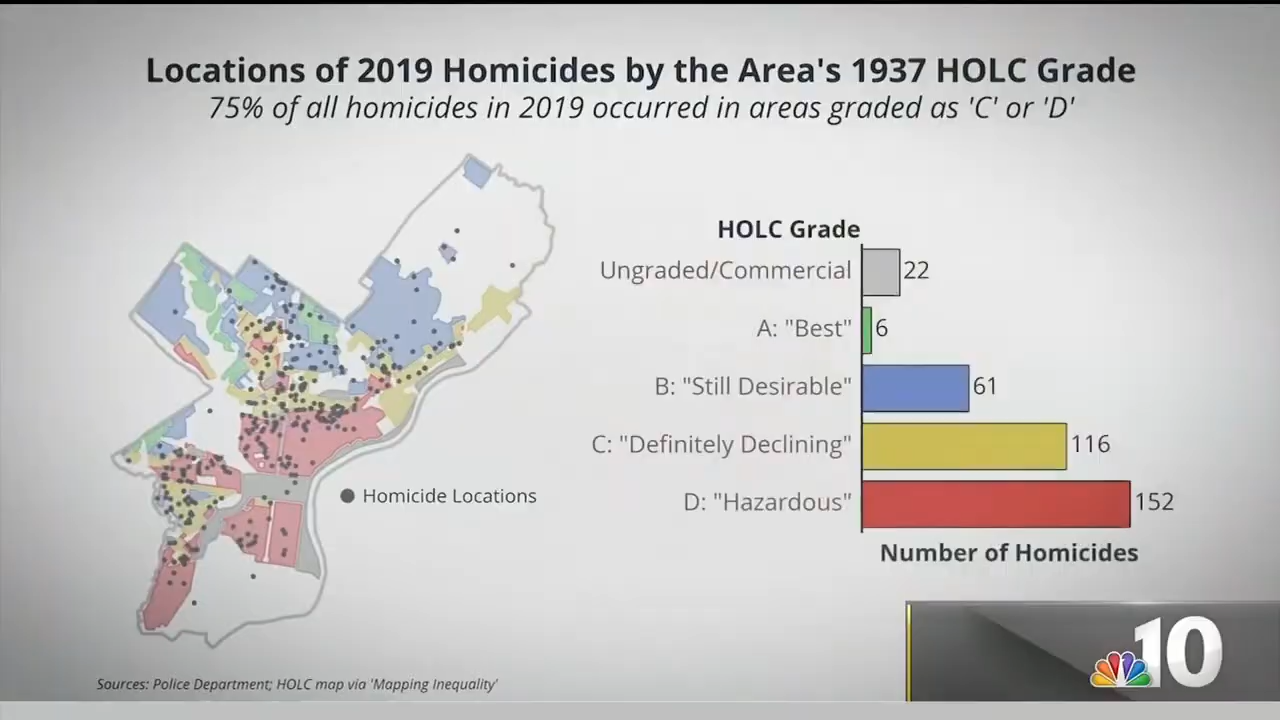 Locations of 2019 Homicides by the Area's 1937 HOLC Grade
75% of all homicides in 2019 occurred in areas graded as 'C' or 'D'
HOLC Grade
Ungraded/Commercial 22
A: "Best" 6
B: "Still Desirable" 61
C: "Definitely Declining" 116
D: "Hazardous" 152
Number of Homicides
Homicide Locations
Sources: Police Department; HOLC map via 'Mapping Inequality'
10